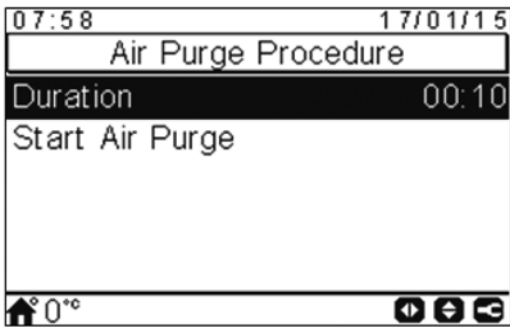 07:58 17/01/15
Air Purge Procedure
Duration 00:10
Start Air Purge
0°c